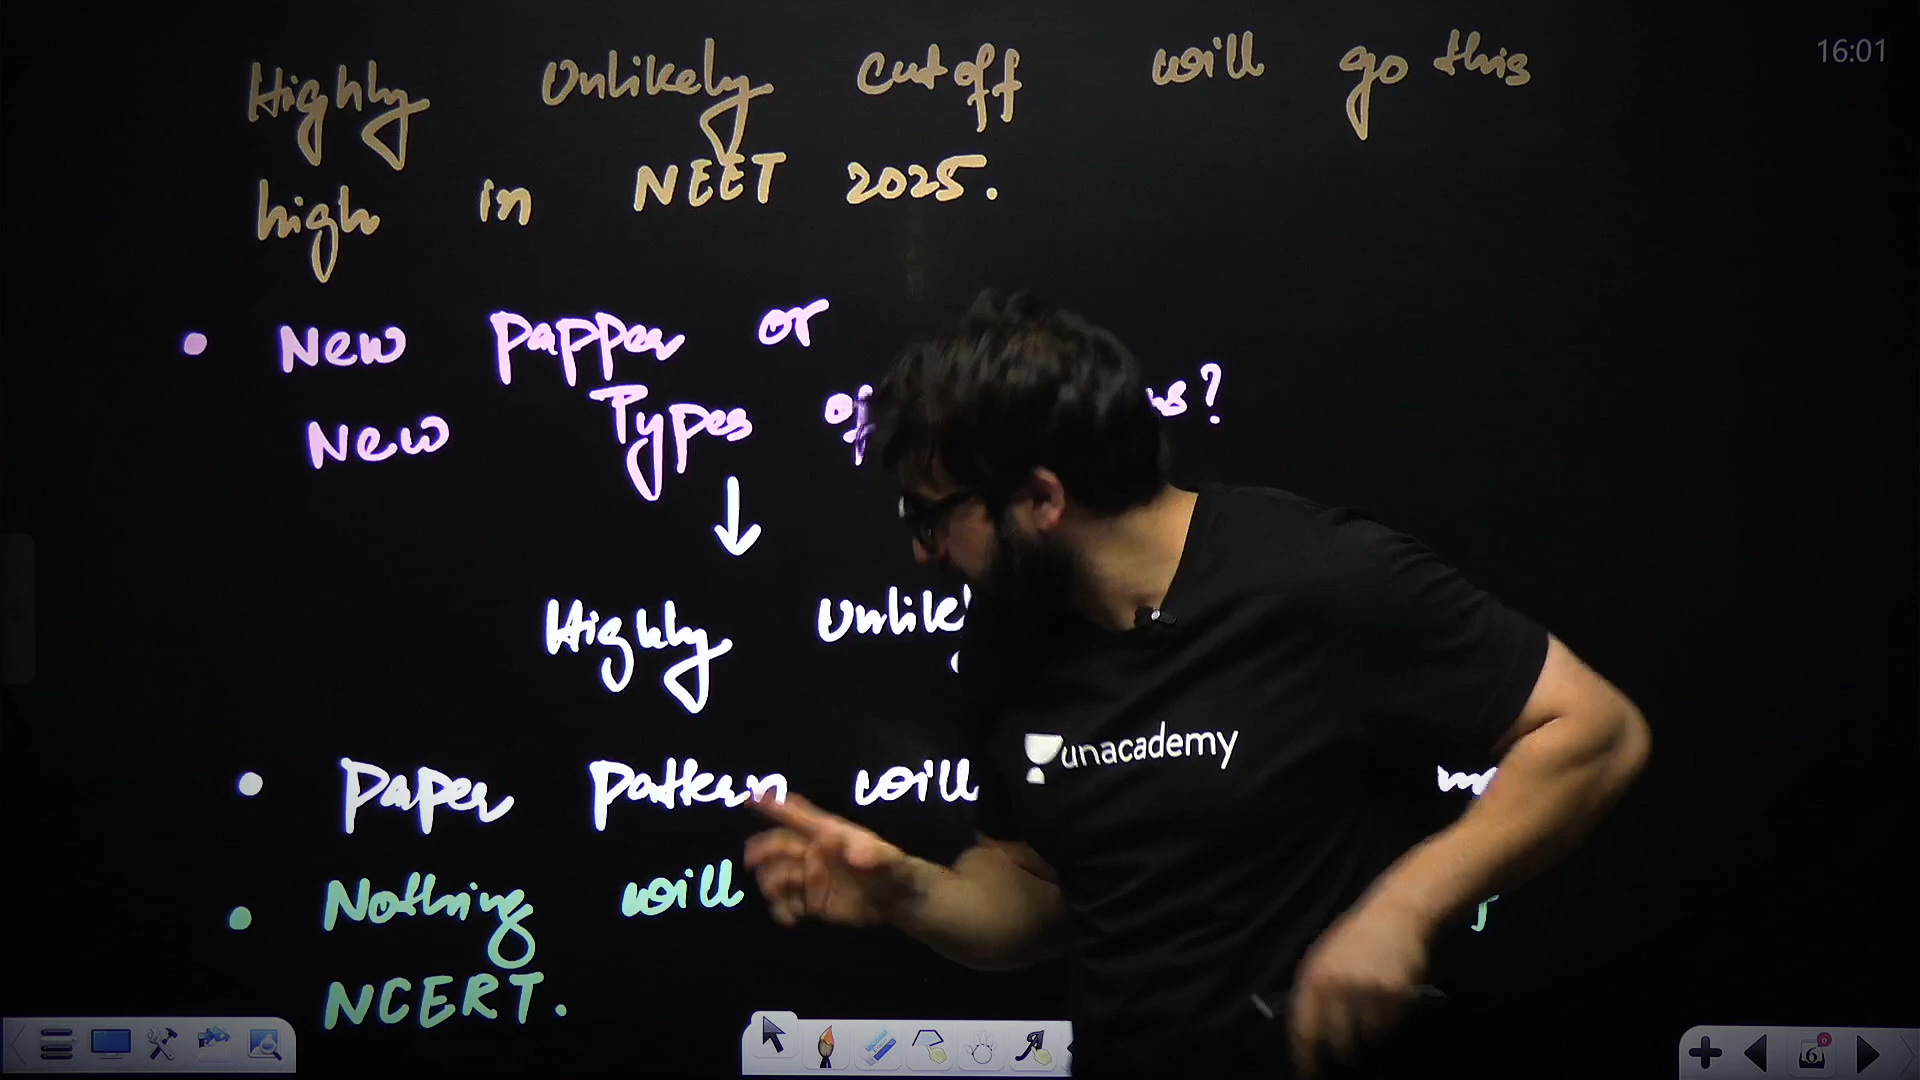 16:01
Highly Unlikely cutoff will go this
high in NEET 2025.
• New papper or
New Types of ?
Highly
• Paper pattern will
• Nothing will
NCERT.
unacademy
6